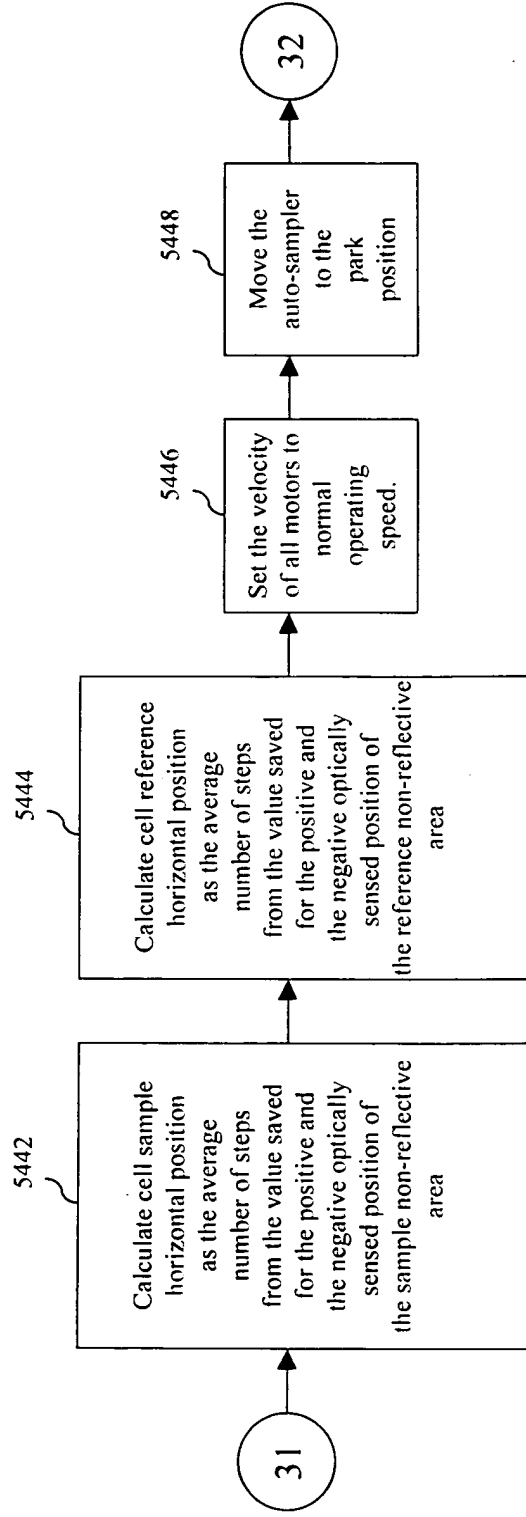 31
5442
Calculate cell sample
horizontal position
as the average
number of steps
from the value saved
for the positive and
the negative optically
sensed position of
the sample non-reflective
area
5444
Calculate cell reference
horizontal position
as the average
number of steps
from the value saved
for the positive and
the negative optically
sensed position of
the reference non-reflective
area
5446
Set the velocity
of all motors to
normal
operating
speed.
5448
Move the
auto-sampler
to the
park
position
32